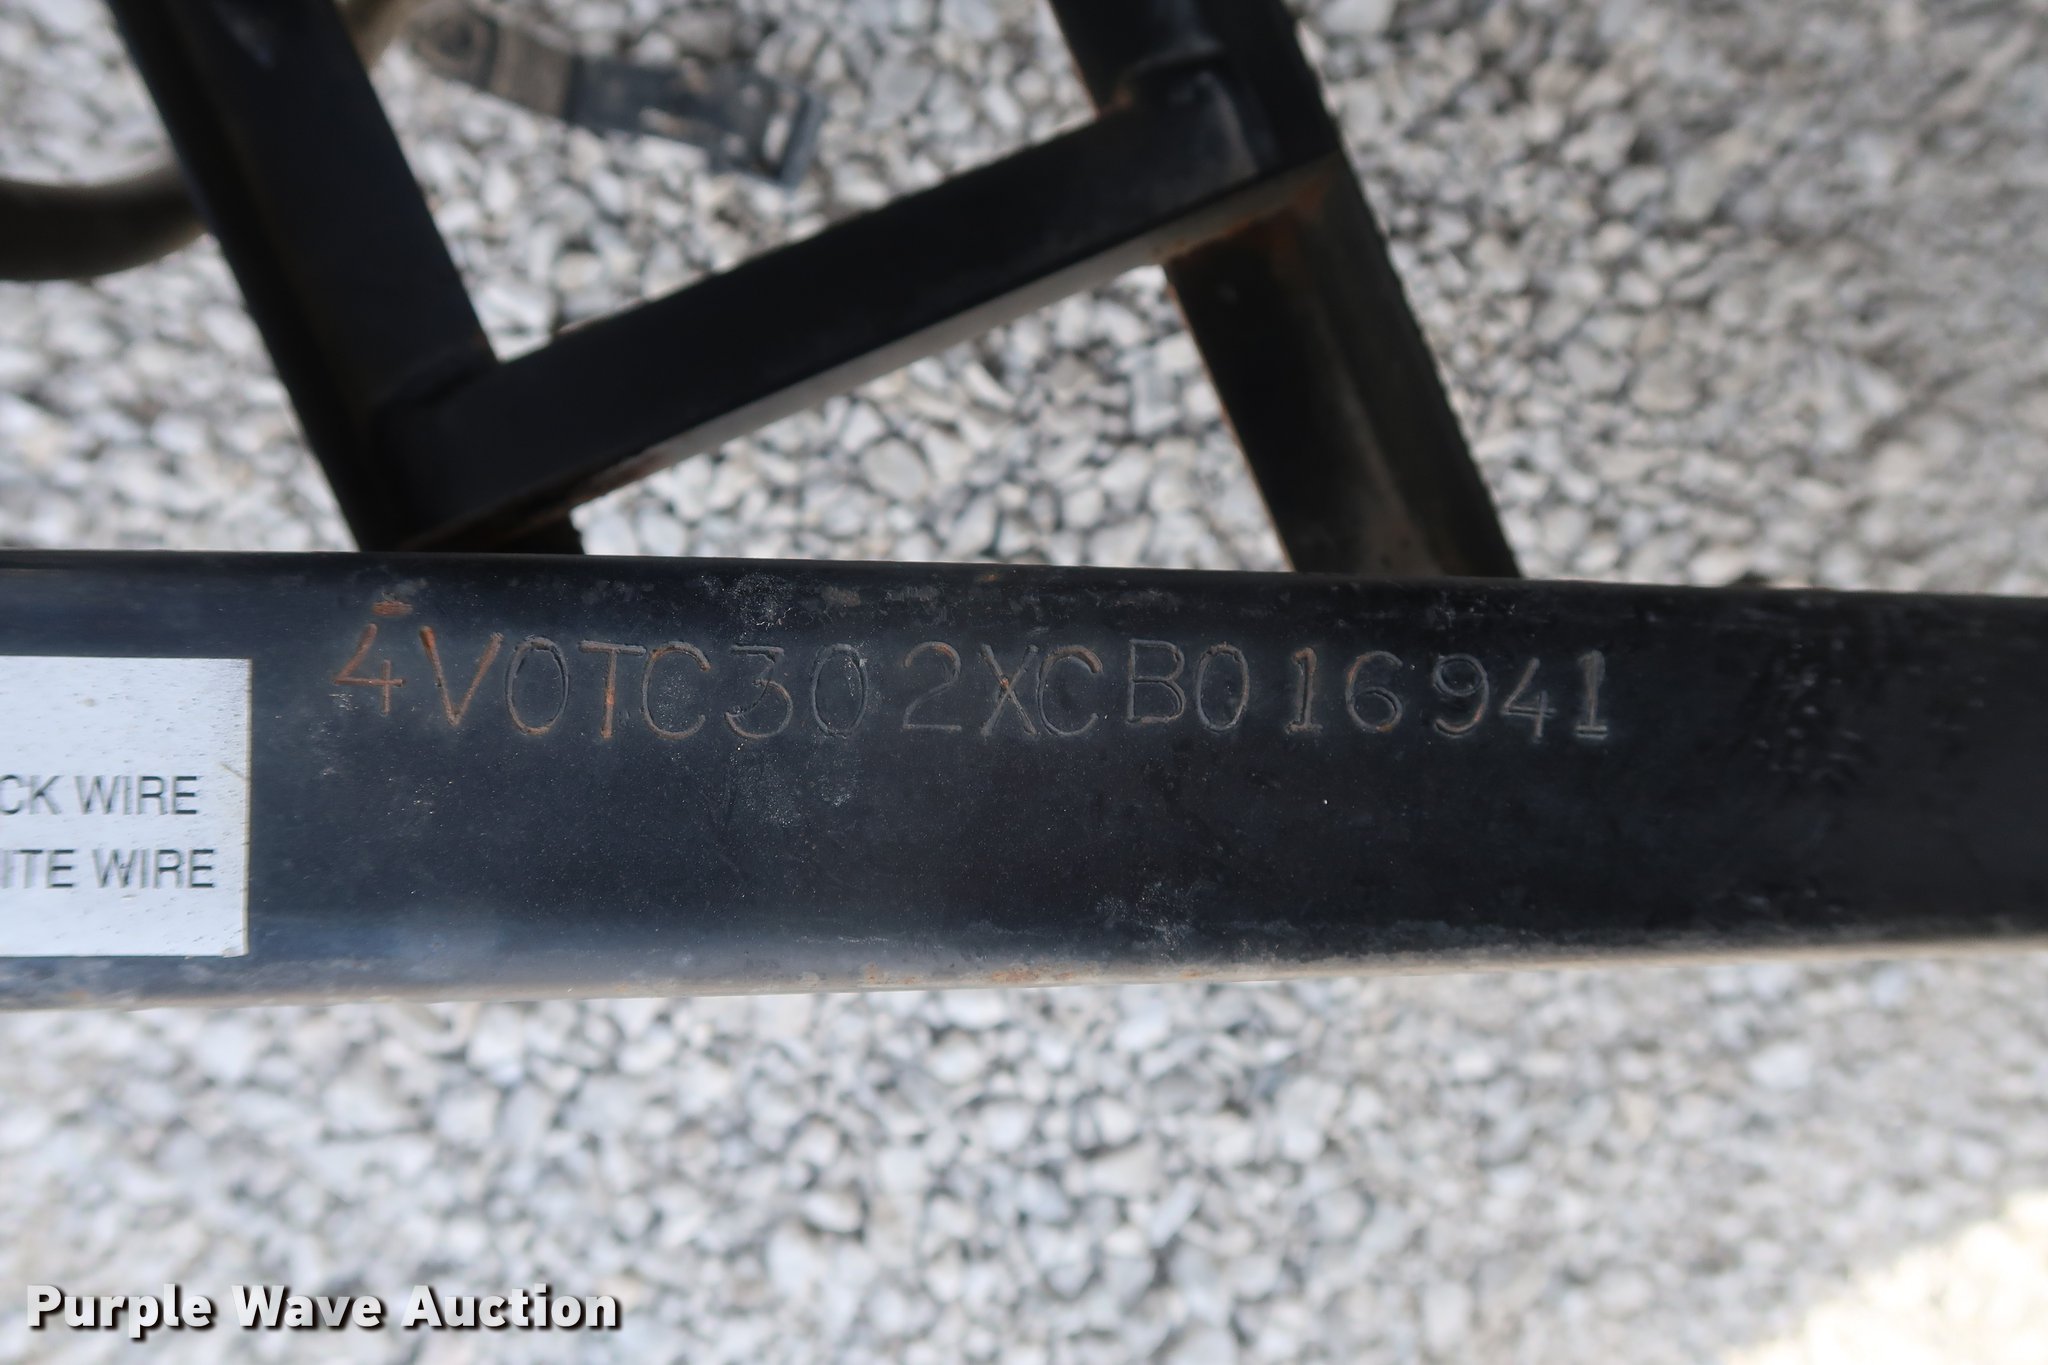 4V0TC302XCB016941
CK WIRE
ITE WIRE
Purple Wave Auction